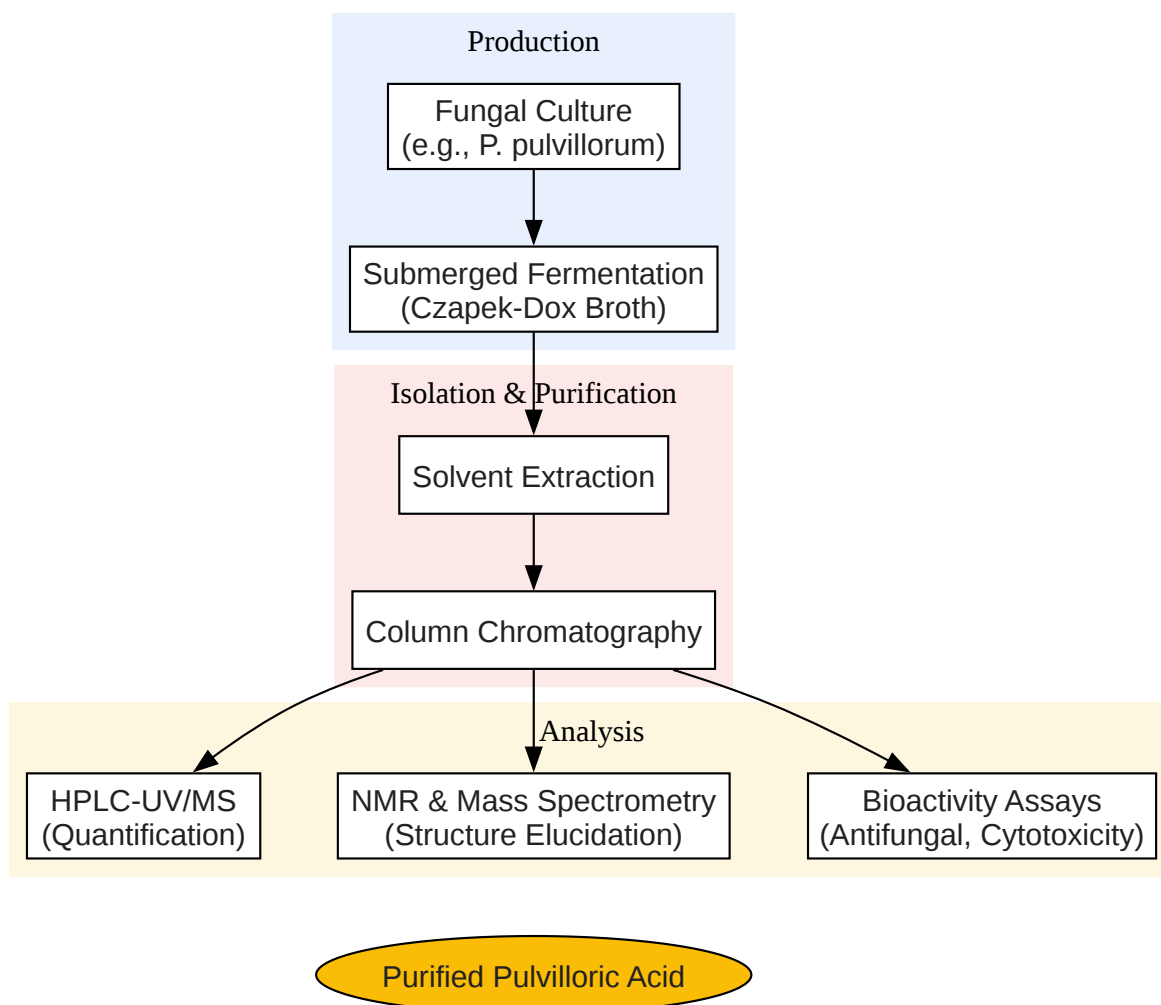 Production
Fungal Culture
(e.g., P. pulvillorum)
Submerged Fermentation
(Czapek-Dox Broth)
Isolation & Purification
Solvent Extraction
Column Chromatography
Analysis
HPLC-UV/MS
(Quantification)
NMR & Mass Spectrometry
(Structure Elucidation)
Bioactivity Assays
(Antifungal, Cytotoxicity)
Purified Pulvilloric Acid